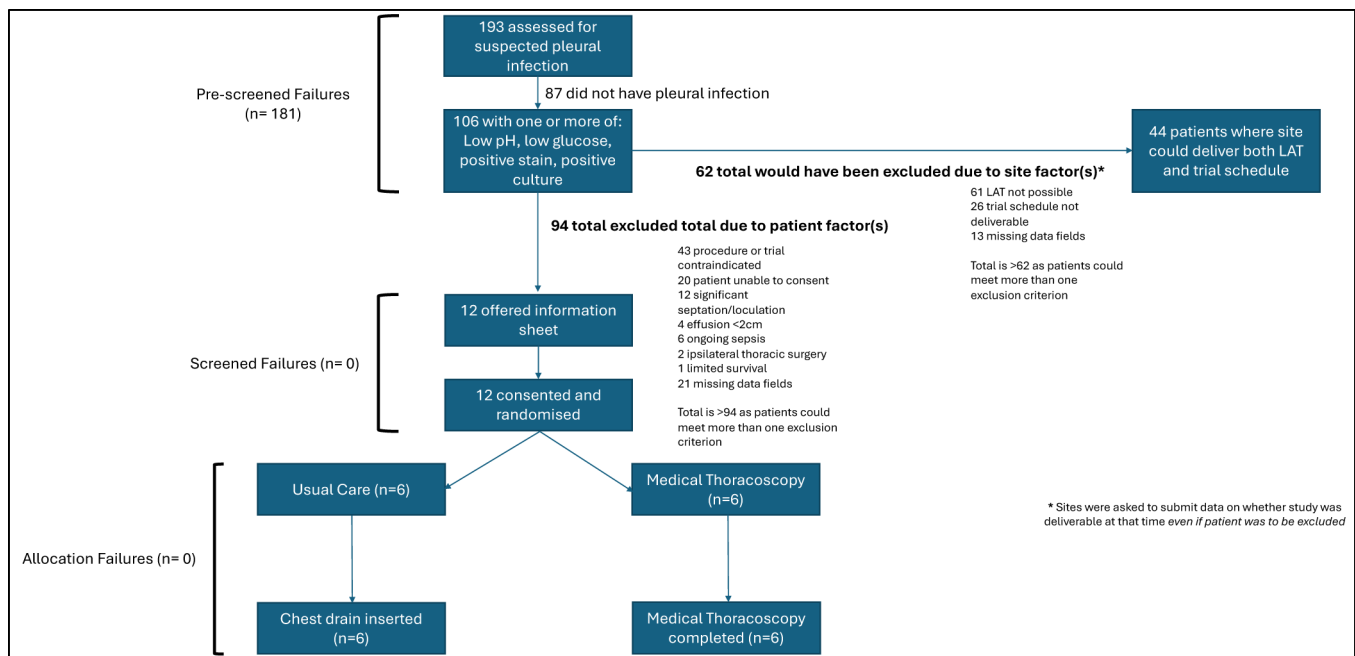 193 assessed for
suspected pleural
infection
Pre-screened Failures
(n= 181)
87 did not have pleural infection
106 with one or more of:
Low pH, low glucose,
positive stain, positive
culture
44 patients where site
could deliver both LAT
and trial schedule
62 total would have been excluded due to site factor(s)*
61 LAT not possible
26 trial schedule not
deliverable
13 missing data fields
Total is >62 as patients could
meet more than one
exclusion criterion
94 total excluded total due to patient factor(s)
43 procedure or trial
contraindicated
20 patient unable to consent
12 significant
septation/loculation
4 effusion <2cm
6 ongoing sepsis
2 ipsilateral thoracic surgery
1 limited survival
21 missing data fields
Total is >94 as patients could
meet more than one exclusion
criterion
12 offered information
sheet
Screened Failures (n= 0)
12 consented and
randomised
Usual Care (n=6)
Medical Thoracoscopy
(n=6)
* Sites were asked to submit data on whether study was
deliverable at that time even if patient was to be excluded
Allocation Failures (n= 0)
Chest drain inserted
(n=6)
Medical Thoracoscopy
completed (n=6)